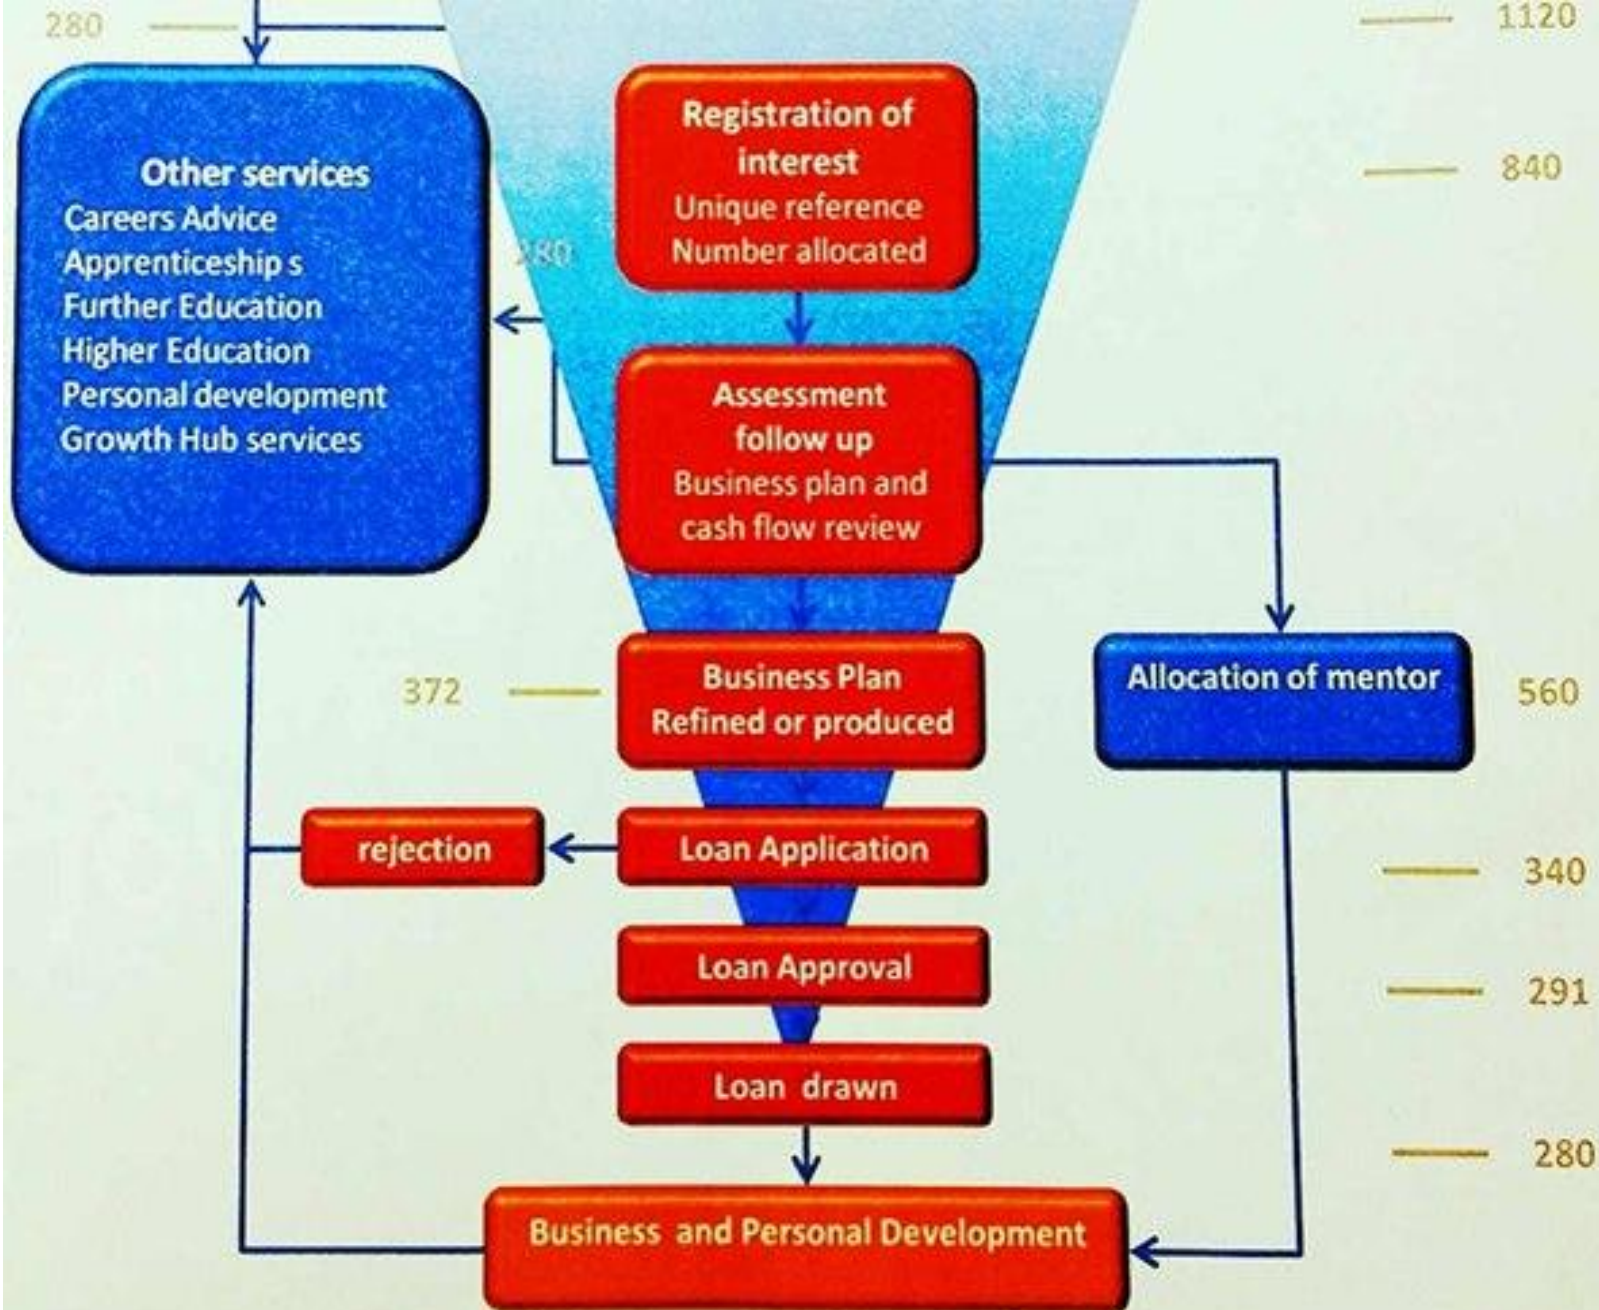 280
1120
Registration of
interest
Unique reference
Number allocated
840
Other services
Careers Advice
Apprenticeship s
Further Education
Higher Education
Personal development
Growth Hub services
280
Assessment
follow up
Business plan and
cash flow review
372
Business Plan
Refined or produced
Allocation of mentor
560
rejection
Loan Application
340
Loan Approval
291
Loan drawn
280
Business and Personal Development